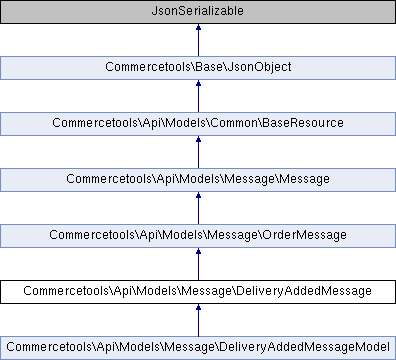 JsonSerializable
Commercetools\Base\JsonObject
Commercetools\Api\Models\Common\BaseResource
Commercetools\Api\Models\Message\Message
Commercetools\Api\Models\Message\OrderMessage
Commercetools\Api\Models\Message\DeliveryAddedMessage
Commercetools\Api\Models\Message\DeliveryAddedMessageModel